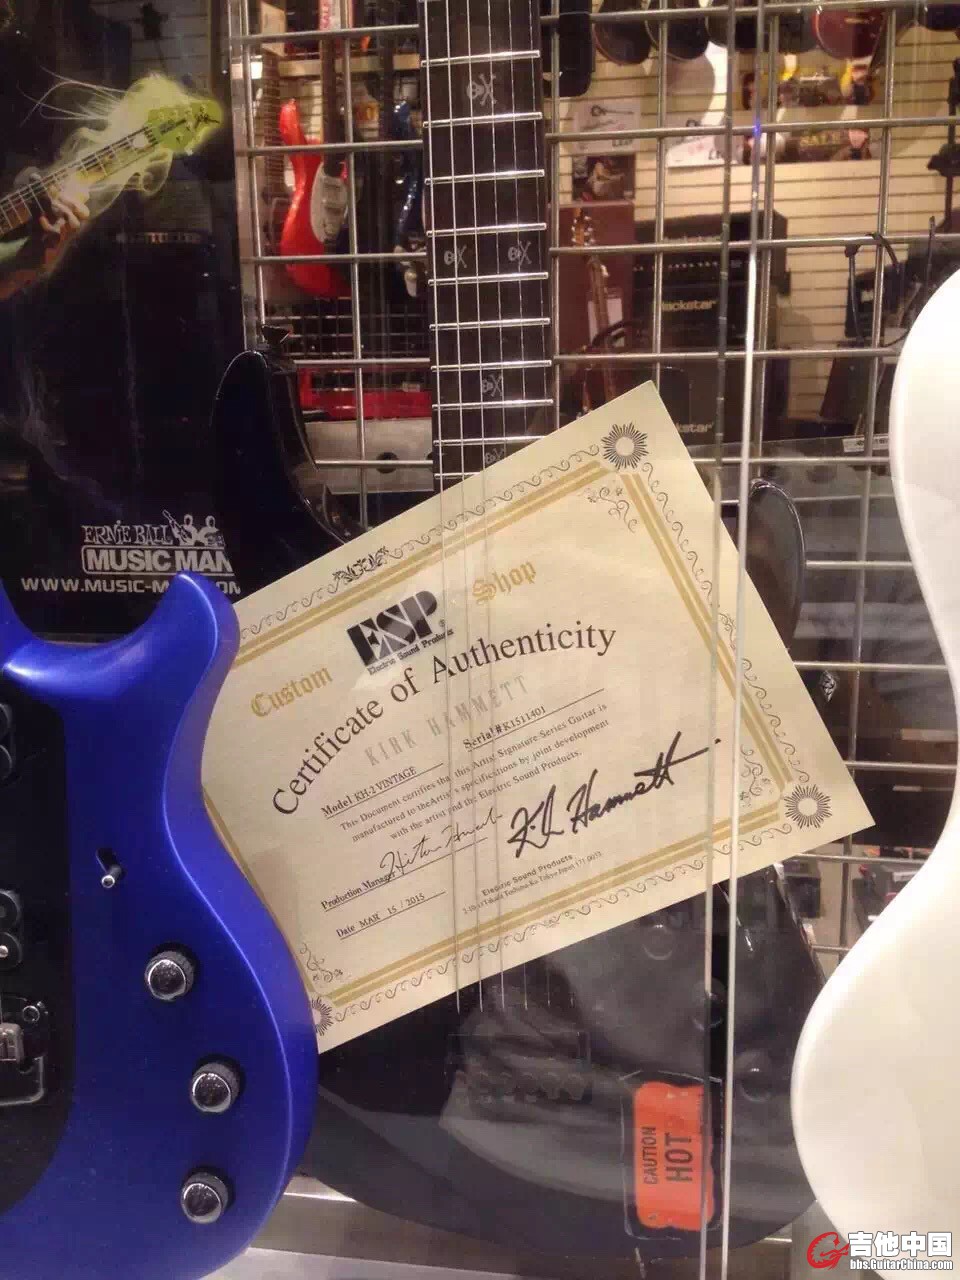 ERNIE BALL
MUSIC MAN
WWW.MUSIC-M
Blackstar
ESP
Electric Sound Products
Custom Shop
Certificate of Authenticity
KIRK HAMMETT
Model KH-2 VINTAGE Serial # K1511401
This Document certifies that this Artist Signature Series Guitar is
manufactured to the Artist's specifications by joint development
with the artist and the Electric Sound Products.
K. Hammett
Production Manager
Date MAR 15 / 2015
Electric Sound Products
CAUTION
HOT
吉他中国
bbs.GuitarChina.com